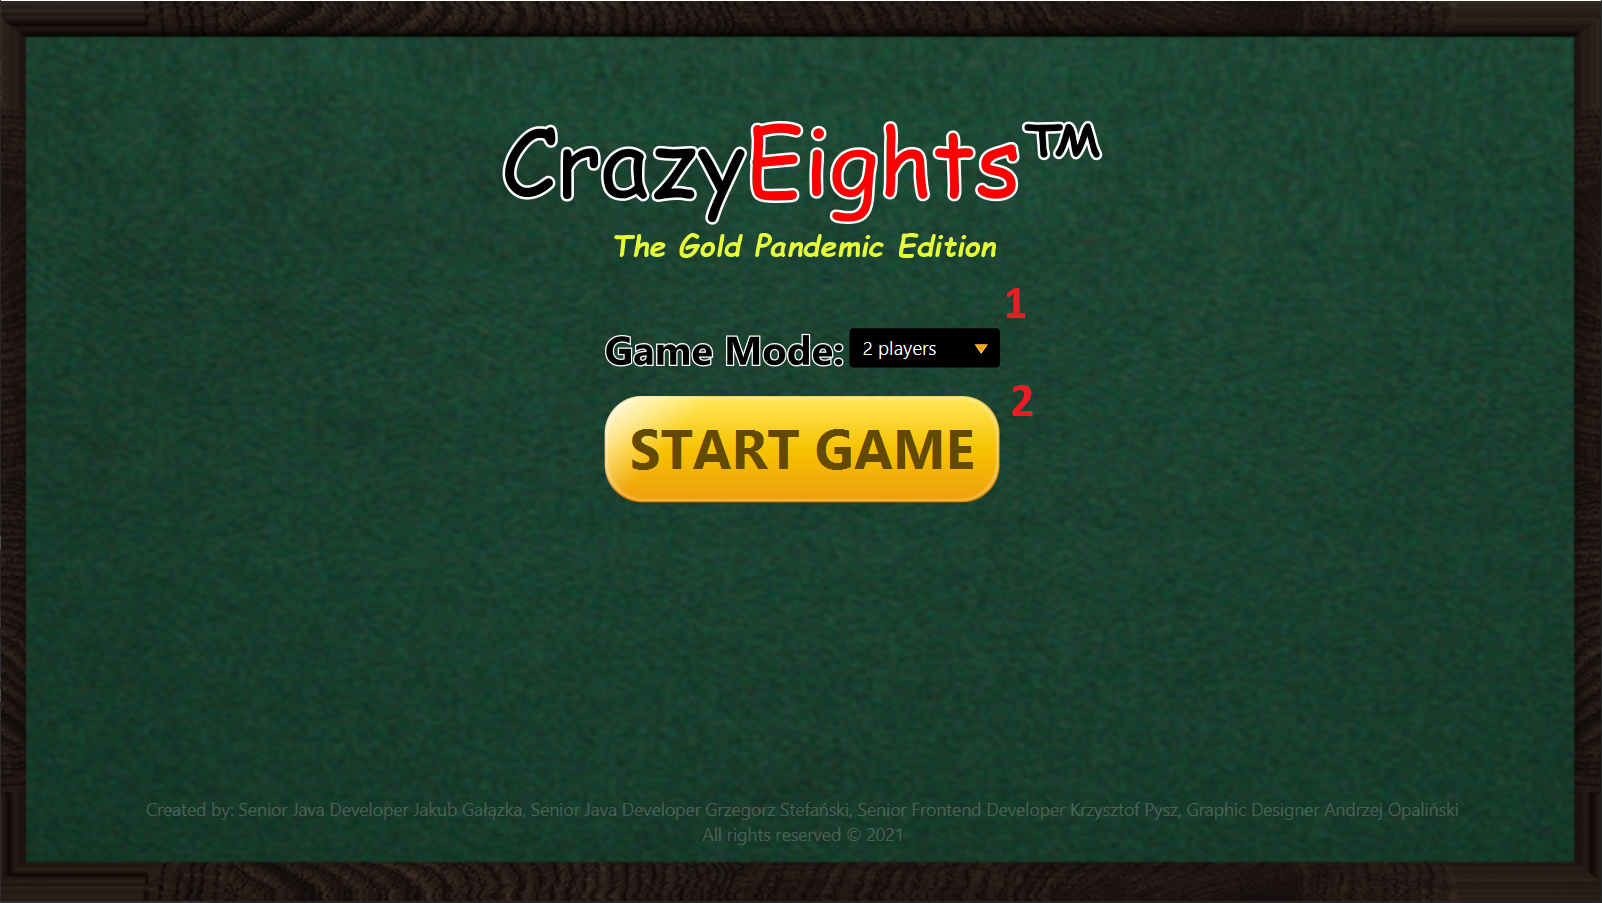 CrazyEights™
The Gold Pandemic Edition
1
Game Mode: 2 players
2
START GAME
Created by: Senior Java Developer Jakub Gałązka, Senior Java Developer Grzegorz Stefański, Senior Frontend Developer Krzysztof Pysz, Graphic Designer Andrzej Opaliński
All rights reserved © 2021